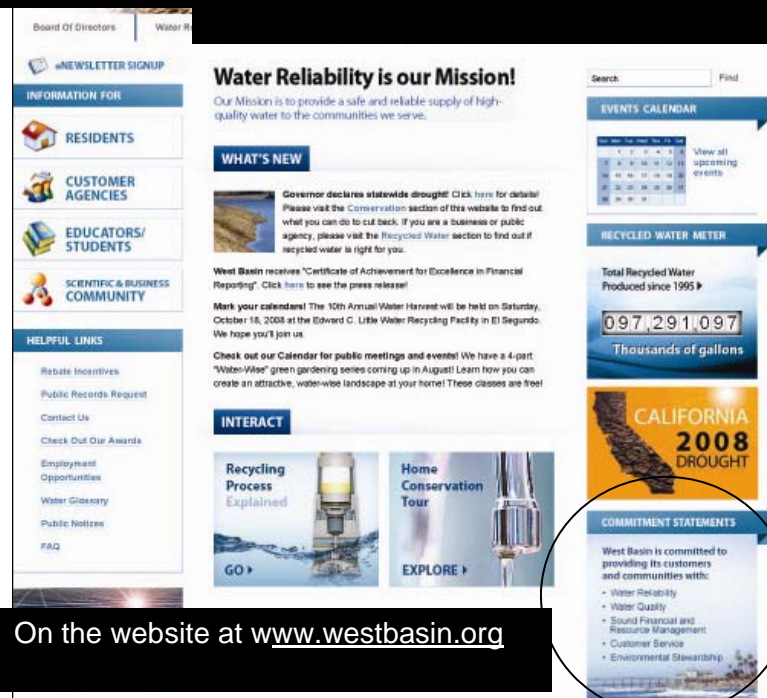 Board Of Directors
Water R
eNEWSLETTER SIGNUP
INFORMATION FOR
RESIDENTS
CUSTOMER
AGENCIES
EDUCATORS/
STUDENTS
SCIENTIFIC & BUSINESS
COMMUNITY
HELPFUL LINKS
Rebate Incentives
Public Records Request
Contact Us
Check Out Our Awards
Employment
Opportunities
Water Glossary
Public Notices
FAQ
Water Reliability is our Mission!
Our Mission is to provide a safe and reliable supply of high-
quality water to the communities we serve.
WHAT'S NEW
Governor declares statewide drought! Click here for details!
Please visit the Conservation section of this website to find out
what you can do to cut back. If you are a business or public
agency, please visit the Recycled Water section to find out if
recycled water is right for you.
West Basin receives "Certificate of Achievement for Excellence in Financial
Reporting". Click here to see the press release!
Mark your calendars! The 10th Annual Water Harvest will be held on Saturday,
October 18, 2008 at the Edward C. Little Water Recycling Facility in El Segundo.
We hope you'll join us.
Check out our Calendar for public meetings and events! We have a 4-part
"Water-Wise" green gardening series coming up in August! Learn how you can
create an attractive, water-wise landscape at your home! These classes are free!
INTERACT
Recycling
Process
Explained
GO
Home
Conservation
Tour
EXPLORE
Search
Find
EVENTS CALENDAR
View all
upcoming
events
RECYCLED WATER METER
Total Recycled Water
Produced since 1995
097,291,097
Thousands of gallons
CALIFORNIA
2008
DROUGHT
COMMITMENT STATEMENTS
West Basin is committed to
providing its customers
and communities with:
• Water Reliability
• Water Quality
• Sound Financial and
Resource Management
• Customer Service
• Environmental Stewardship
On the website at www.westbasin.org